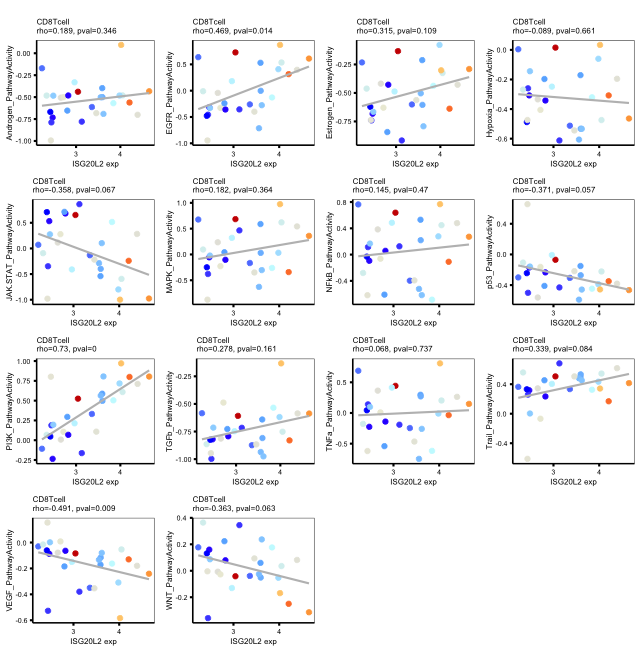 CD8Tcell
rho=0.189, pval=0.346
Androgen_PathwayActivity
0.00
-0.25
-0.50
-0.75
-1.00
3
4
ISG20L2 exp
CD8Tcell
rho=0.469, pval=0.014
EGFR_PathwayActivity
1.0
0.5
0.0
-0.5
-1.0
3
4
ISG20L2 exp
CD8Tcell
rho=0.315, pval=0.109
Estrogen_PathwayActivity
-0.25
-0.50
-0.75
3
4
ISG20L2 exp
CD8Tcell
rho=-0.089, pval=0.661
Hypoxia_PathwayActivity
0.0
-0.2
-0.4
-0.6
3
4
ISG20L2 exp
CD8Tcell
rho=-0.358, pval=0.067
JAK-STAT_PathwayActivity
0.5
0.0
-0.5
-1.0
3
4
ISG20L2 exp
CD8Tcell
rho=0.182, pval=0.364
MAPK_PathwayActivity
1.0
0.5
0.0
-0.5
3
4
ISG20L2 exp
CD8Tcell
rho=0.145, pval=0.47
NFkB_PathwayActivity
0.8
0.4
0.0
-0.4
3
4
ISG20L2 exp
CD8Tcell
rho=-0.371, pval=0.057
p53_PathwayActivity
0.4
0.0
-0.4
3
4
ISG20L2 exp
CD8Tcell
rho=0.73, pval=0
PI3K_PathwayActivity
1.00
0.75
0.50
0.25
0.00
-0.25
3
4
ISG20L2 exp
CD8Tcell
rho=0.278, pval=0.161
TGFb_PathwayActivity
-0.25
-0.50
-0.75
-1.00
3
4
ISG20L2 exp
CD8Tcell
rho=0.068, pval=0.737
TNFa_PathwayActivity
0.5
0.0
-0.5
3
4
ISG20L2 exp
CD8Tcell
rho=0.339, pval=0.084
Trail_PathwayActivity
0.4
0.0
-0.4
3
4
ISG20L2 exp
CD8Tcell
rho=-0.491, pval=0.009
VEGF_PathwayActivity
0.0
-0.2
-0.4
-0.6
3
4
ISG20L2 exp
CD8Tcell
rho=-0.363, pval=0.063
WNT_PathwayActivity
0.4
0.2
0.0
-0.2
3
4
ISG20L2 exp